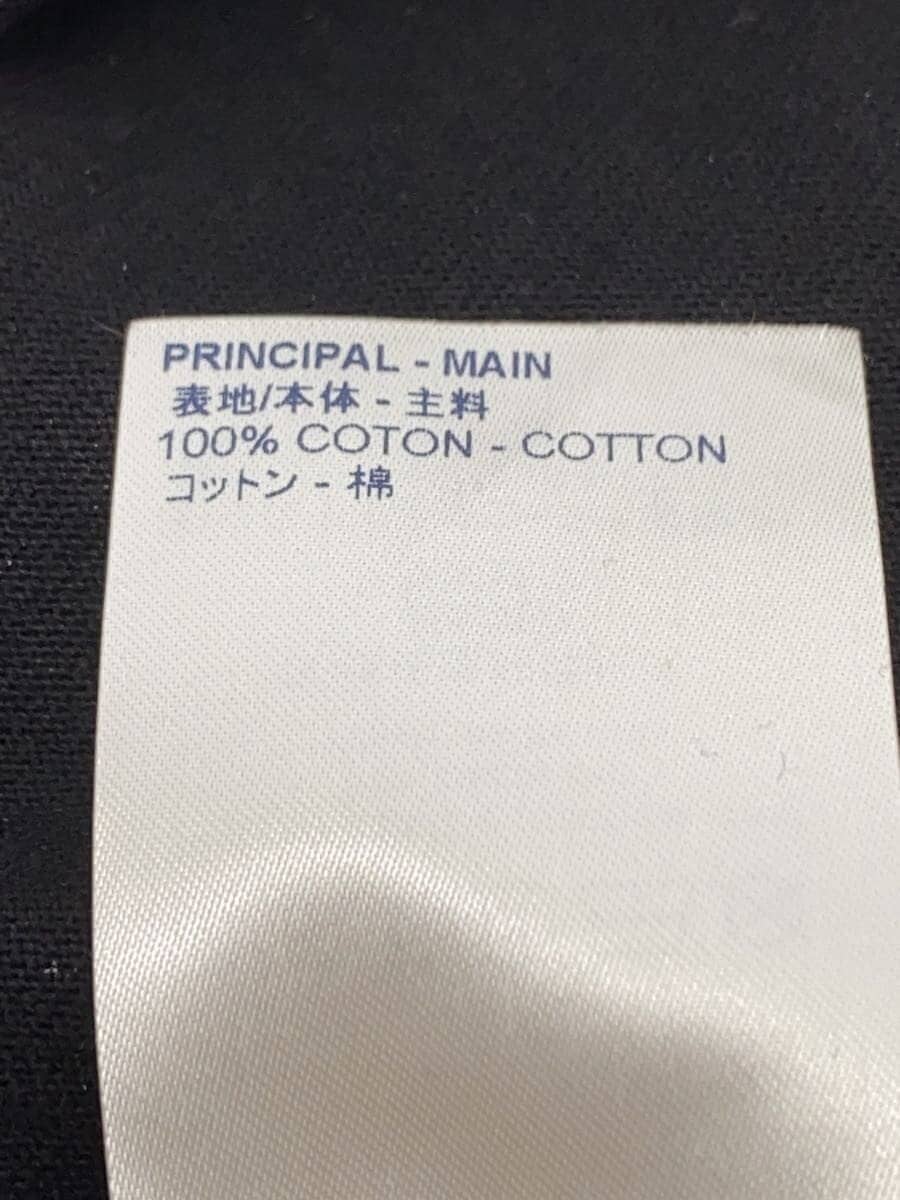 PRINCIPAL - MAIN
表地/本体 - 主料
100% COTON - COTTON
コットン - 棉